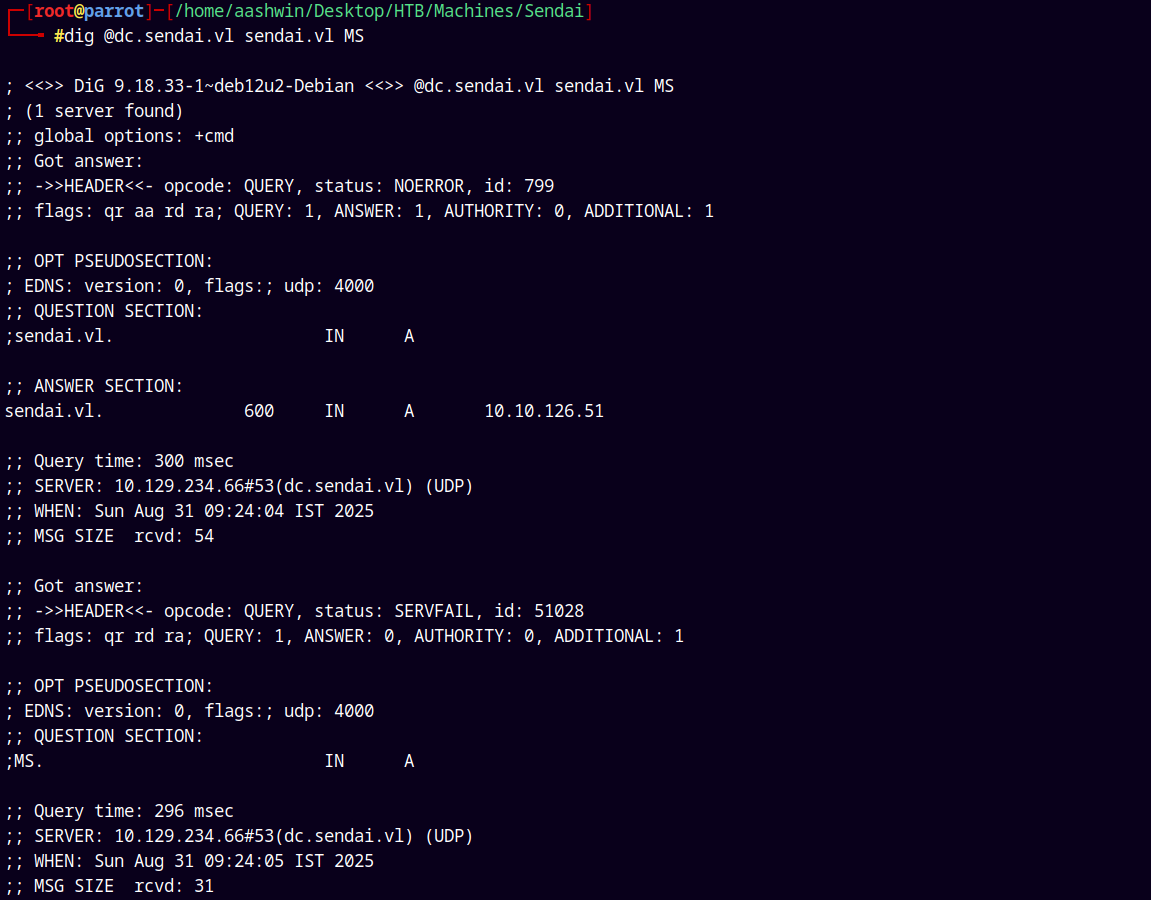 [root@parrot]─[/home/aashwin/Desktop/HTB/Machines/Sendai]
#dig @dc.sendai.vl sendai.vl MS
; <<>> DiG 9.18.33-1~deb12u2-Debian <<>> @dc.sendai.vl sendai.vl MS
; (1 server found)
;; global options: +cmd
;; Got answer:
;; ->>HEADER<<- opcode: QUERY, status: NOERROR, id: 799
;; flags: qr aa rd ra; QUERY: 1, ANSWER: 1, AUTHORITY: 0, ADDITIONAL: 1
;; OPT PSEUDOSECTION:
; EDNS: version: 0, flags:; udp: 4000
;; QUESTION SECTION:
;sendai.vl. IN A
;; ANSWER SECTION:
sendai.vl. 600 IN A 10.10.126.51
;; Query time: 300 msec
;; SERVER: 10.129.234.66#53(dc.sendai.vl) (UDP)
;; WHEN: Sun Aug 31 09:24:04 IST 2025
;; MSG SIZE  rcvd: 54
;; Got answer:
;; ->>HEADER<<- opcode: QUERY, status: SERVFAIL, id: 51028
;; flags: qr rd ra; QUERY: 1, ANSWER: 0, AUTHORITY: 0, ADDITIONAL: 1
;; OPT PSEUDOSECTION:
; EDNS: version: 0, flags:; udp: 4000
;; QUESTION SECTION:
;MS. IN A
;; Query time: 296 msec
;; SERVER: 10.129.234.66#53(dc.sendai.vl) (UDP)
;; WHEN: Sun Aug 31 09:24:05 IST 2025
;; MSG SIZE  rcvd: 31